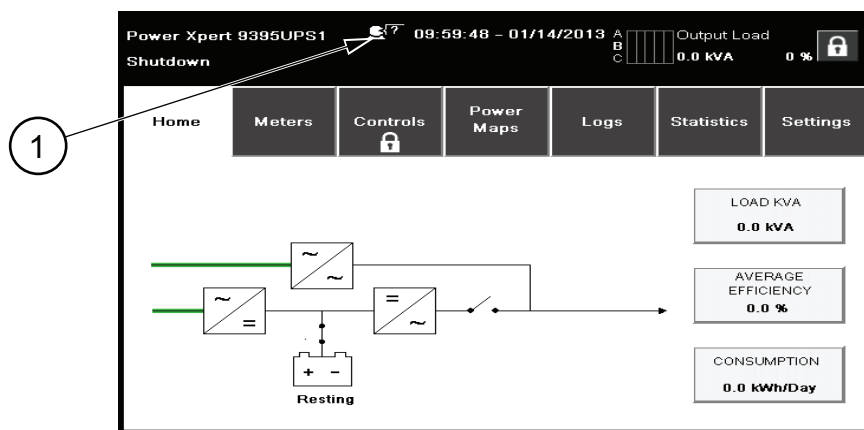 Power Xpert 9395UPS1
? 09:59:48 - 01/14/2013
A
B
C
Output Load
0.0 kVA 0 %
Shutdown
1
Home
Meters
Controls
Power
Maps
Logs
Statistics
Settings
LOAD KVA
0.0 kVA
AVERAGE
EFFICIENCY
0.0 %
CONSUMPTION
0.0 kWh/Day
~
~
~
=
=
~
+ -
Resting